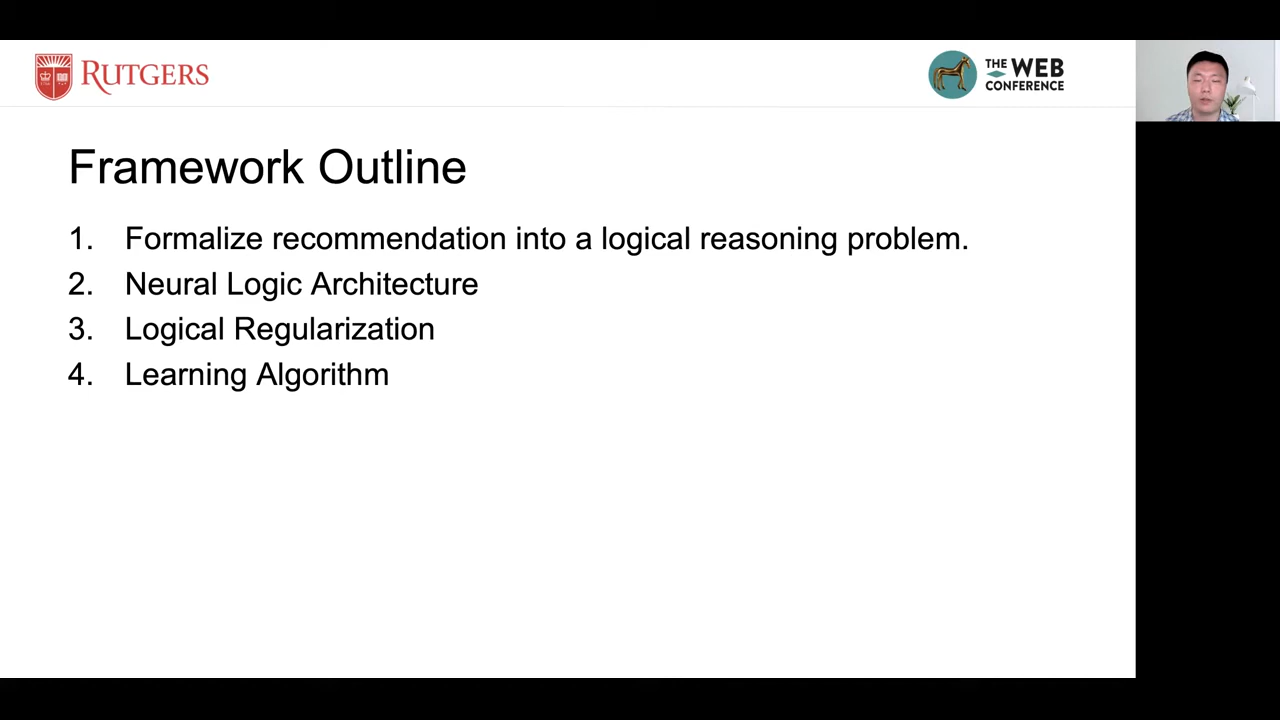 RUTGERS
THE WEB
CONFERENCE
Framework Outline
1. Formalize recommendation into a logical reasoning problem.
2. Neural Logic Architecture
3. Logical Regularization
4. Learning Algorithm